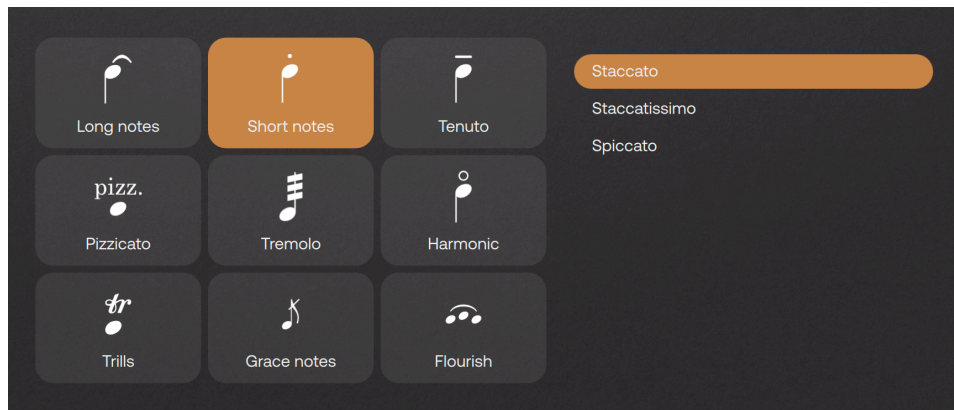 Long notes
Short notes
Tenuto
pizz.
Pizzicato
Tremolo
Harmonic
tr
Trills
Grace notes
Flourish
Staccato
Staccatissimo
Spiccato